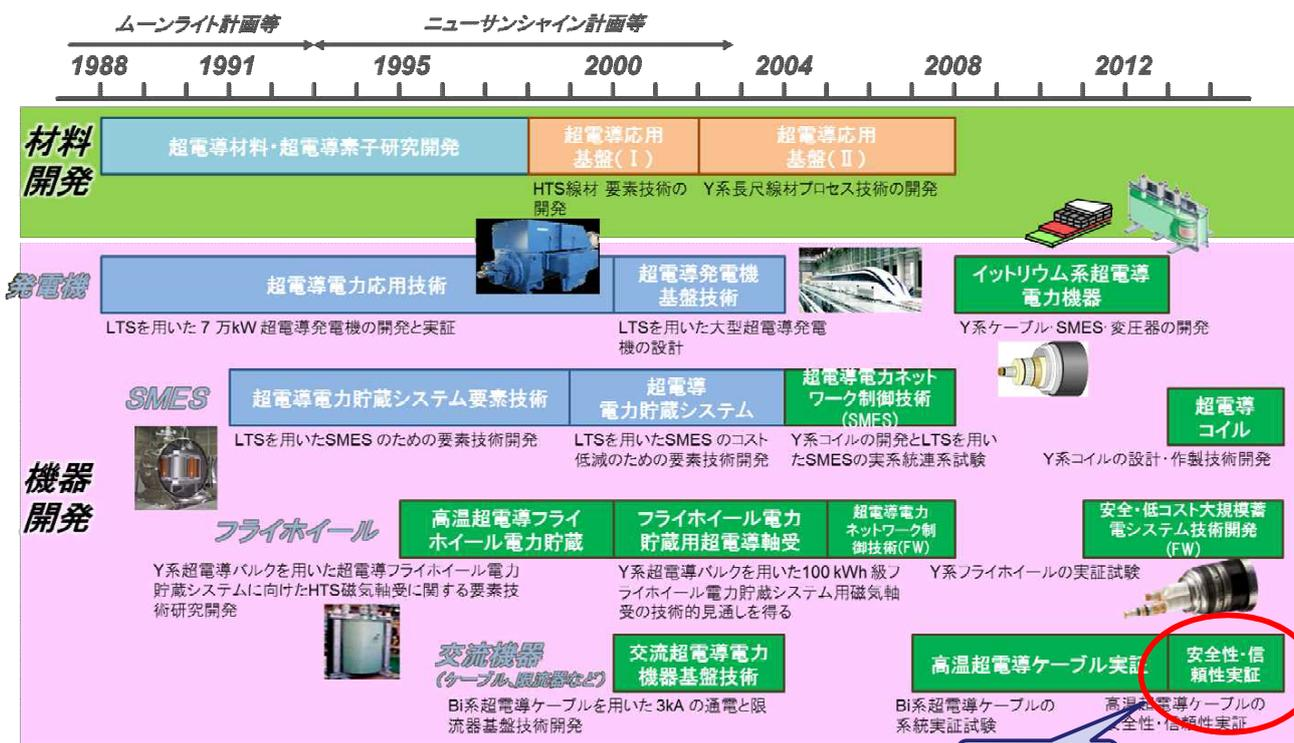 ムーンライト計画等
ニューサンシャイン計画等
1988
1991
1995
2000
2004
2008
2012
材料
開発
超電導材料・超電導素子研究開発
超電導応用
基盤(Ⅰ)
超電導応用
基盤(Ⅱ)
HTS線材 要素技術の
開発
Y系長尺線材プロセス技術の開発
機器
開発
発電機
超電導電力応用技術
超電導発電機
基盤技術
イットリウム系超電導
電力機器
LTSを用いた 7 万kW 超電導発電機の開発と実証
LTSを用いた大型超電導発電
機の設計
Y系ケーブル・SMES・変圧器の開発
SMES
超電導電力貯蔵システム要素技術
超電導
電力貯蔵システム
超電導電力ネット
ワーク制御技術
(SMES)
超電導
コイル
LTSを用いたSMES のための要素技術開発
LTSを用いたSMES のコスト
低減のための要素技術開発
Y系コイルの開発とLTSを用い
たSMESの実系統連系試験
Y系コイルの設計・作製技術開発
フライホイール
高温超電導フライ
ホイール電力貯蔵
フライホイール電力
貯蔵用超電導軸受
超電導電力
ネットワーク制
御技術(FW)
安全・低コスト大規模蓄
電システム技術開発
(FW)
Y系超電導バルクを用いた超電導フライホイール電力
貯蔵システムに向けたHTS磁気軸受に関する要素技
術研究開発
Y系超電導バルクを用いた100 kWh 級フ
ライホイール電力貯蔵システム用磁気軸
受の技術的見通しを得る
Y系フライホイールの実証試験
交流機器
(ケーブル、限流器など)
交流超電導電力
機器基盤技術
高温超電導ケーブル実証
安全性・信
頼性実証
Bi系超電導ケーブルを用いた 3kA の通電と限
流器基盤技術開発
Bi系超電導ケーブルの
系統実証試験
高温超電導ケーブルの
安全性・信頼性実証